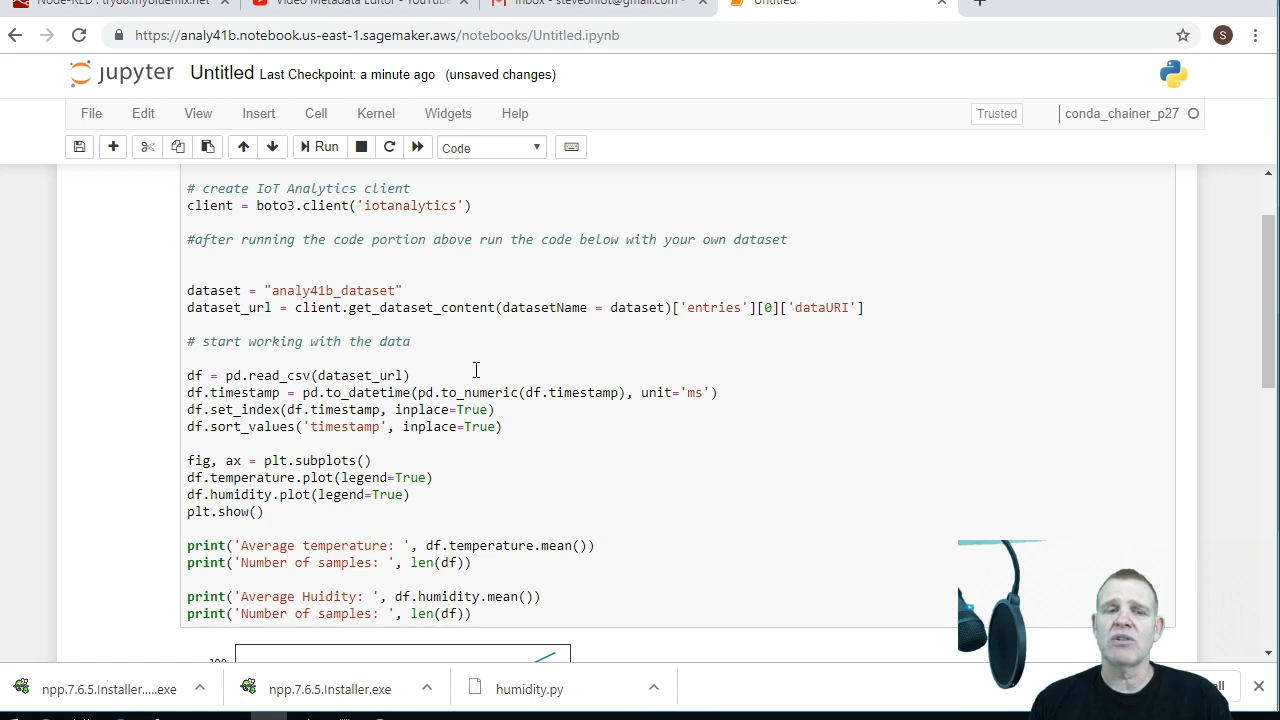 Node-RED : try88.mybluemix.net
Video Metadata Editor - YouTube
Inbox - steveoniot@gmail.com -
Untitled
https://analy41b.notebook.us-east-1.sagemaker.aws/notebooks/Untitled.ipynb
S
jupyter Untitled Last Checkpoint: a minute ago (unsaved changes)
File Edit View Insert Cell Kernel Widgets Help Trusted conda_chainer_p27
Run Code
# create IoT Analytics client
client = boto3.client('iotanalytics')
#after running the code portion above run the code below with your own dataset
dataset = "analy41b_dataset"
dataset_url = client.get_dataset_content(datasetName = dataset)['entries'][0]['dataURI']
# start working with the data
df = pd.read_csv(dataset_url)
df.timestamp = pd.to_datetime(pd.to_numeric(df.timestamp), unit='ms')
df.set_index(df.timestamp, inplace=True)
df.sort_values('timestamp', inplace=True)
fig, ax = plt.subplots()
df.temperature.plot(legend=True)
df.humidity.plot(legend=True)
plt.show()
print('Average temperature: ', df.temperature.mean())
print('Number of samples: ', len(df))
print('Average Huidity: ', df.humidity.mean())
print('Number of samples: ', len(df))
npp.7.6.5.Installer.....exe
npp.7.6.5.Installer.exe
humidity.py